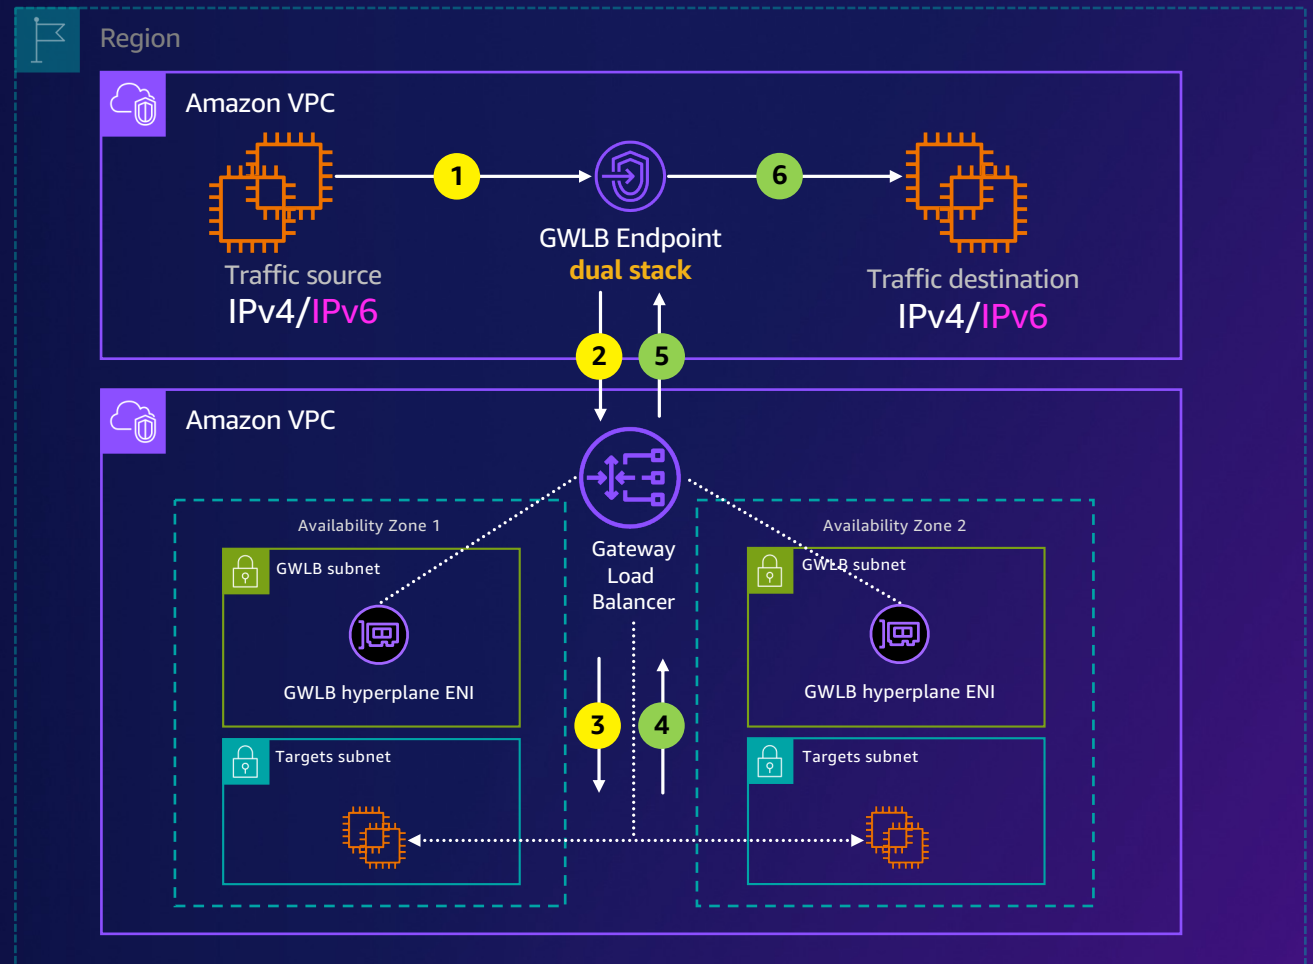 Region
Amazon VPC
1
6
GWLB Endpoint
dual stack
Traffic source
IPv4/IPv6
Traffic destination
IPv4/IPv6
2
5
Amazon VPC
Availability Zone 1
GWLB subnet
GWLB hyperplane ENI
Targets subnet
Gateway
Load
Balancer
3
4
Availability Zone 2
GWLB subnet
GWLB hyperplane ENI
Targets subnet